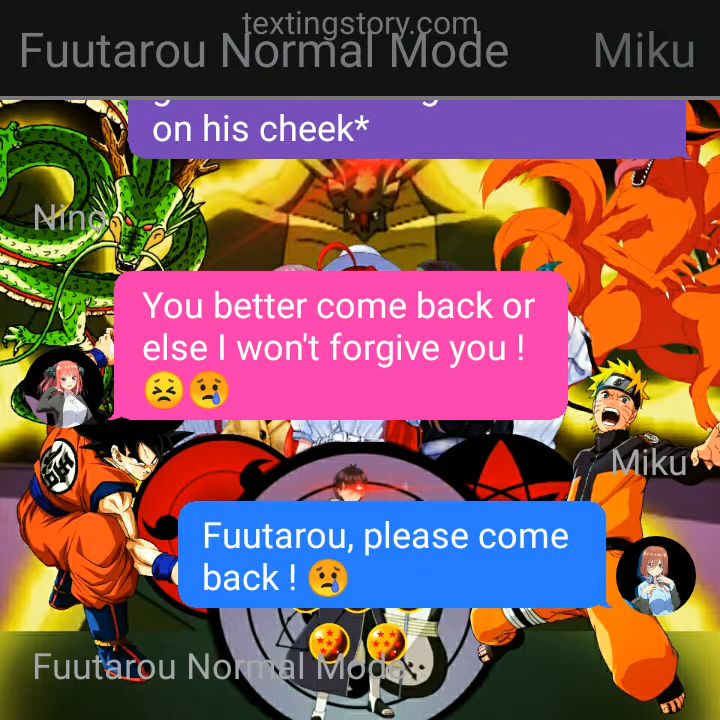 textingstory.com
Fuutarou Normal Mode Miku
on his cheek*
Nino
You better come back or
else I won't forgive you !
😣😢
Miku
Fuutarou, please come
back ! 😢
Fuutarou Normal Mode